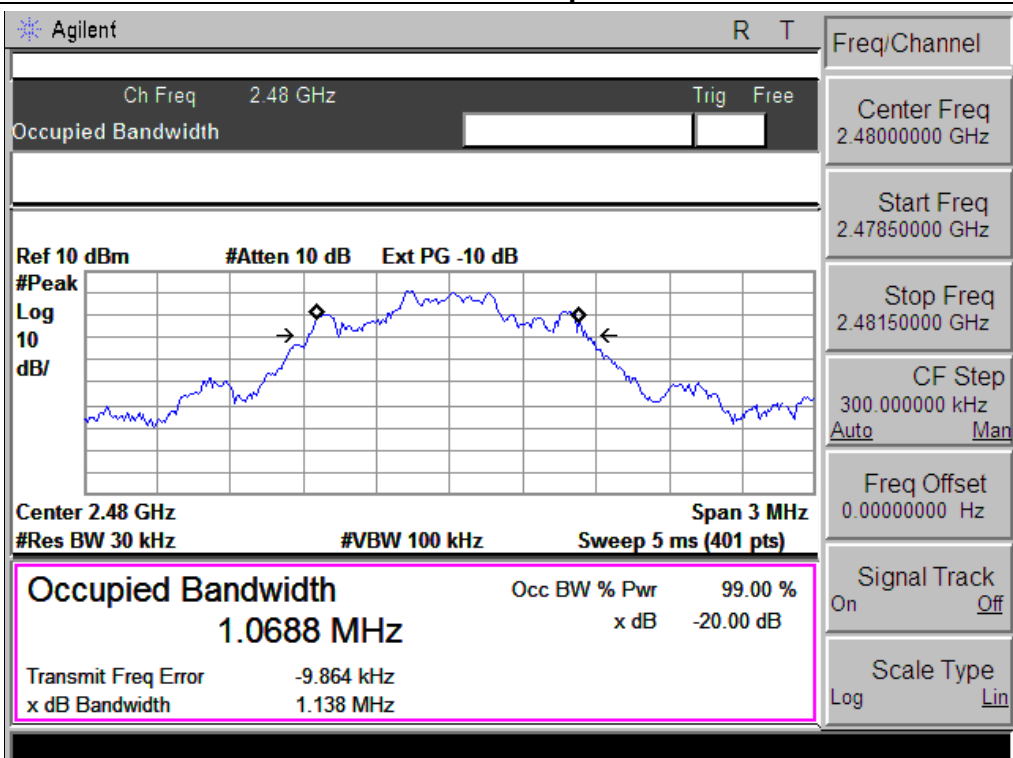 Agilent R T
Freq/Channel
Ch Freq 2.48 GHz Trig Free
Occupied Bandwidth
Center Freq
2.48000000 GHz
Start Freq
2.47850000 GHz
Stop Freq
2.48150000 GHz
CF Step
300.000000 kHz
Auto Man
Freq Offset
0.00000000 Hz
Signal Track
On Off
Scale Type
Log Lin
Ref 10 dBm #Atten 10 dB Ext PG -10 dB
#Peak
Log
10
dB/
Center 2.48 GHz Span 3 MHz
#Res BW 30 kHz #VBW 100 kHz Sweep 5 ms (401 pts)
Occupied Bandwidth Occ BW % Pwr 99.00 %
1.0688 MHz x dB -20.00 dB
Transmit Freq Error -9.864 kHz
x dB Bandwidth 1.138 MHz